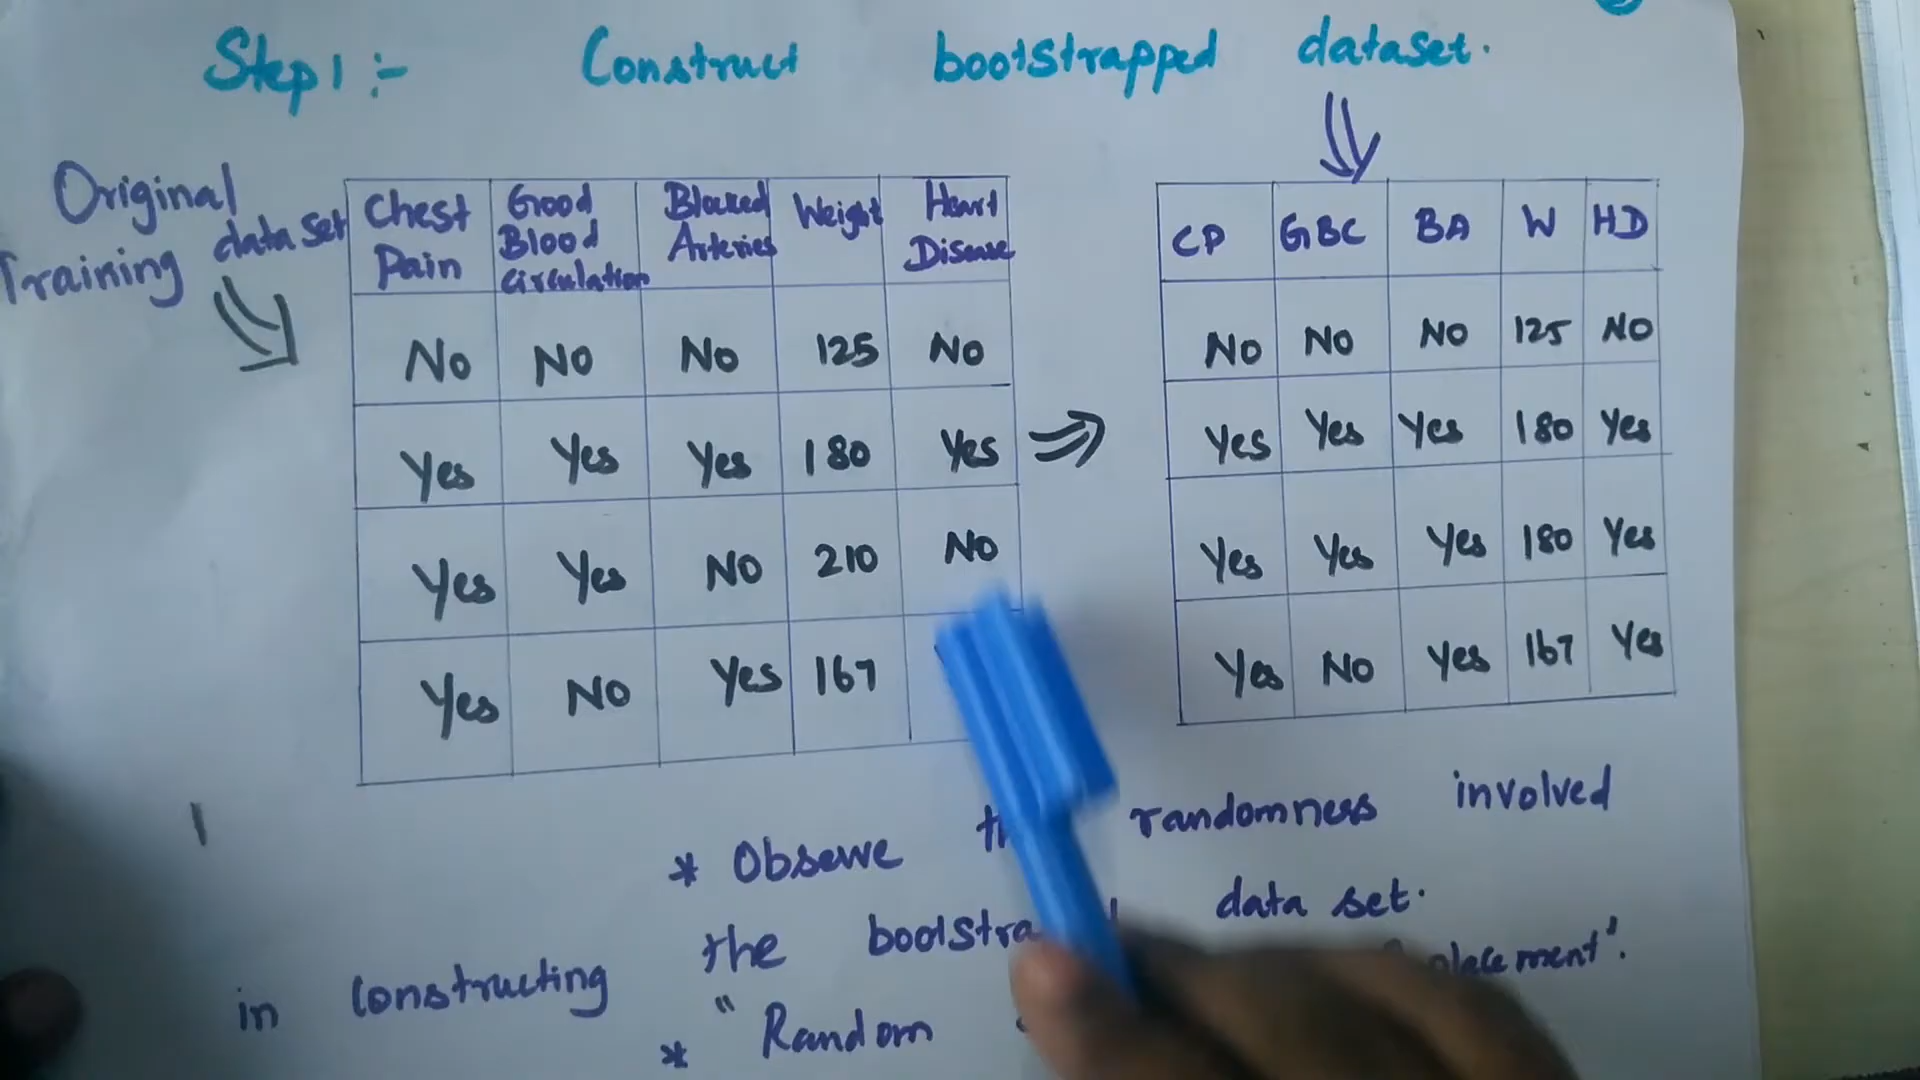 Step 1 :- Construct bootstrapped dataset.
Original
Training dataset
Chest Pain Good Blood Circulation Blocked Arteries Weight Heart Disease
No No No 125 No
Yes Yes Yes 180 Yes
Yes Yes No 210 No
Yes No Yes 167
CP GBC BA W HD
No No No 125 No
Yes Yes Yes 180 Yes
Yes Yes Yes 180 Yes
Yes No Yes 167 Yes
* Observe randomness involved
in constructing the data set.
* "Random